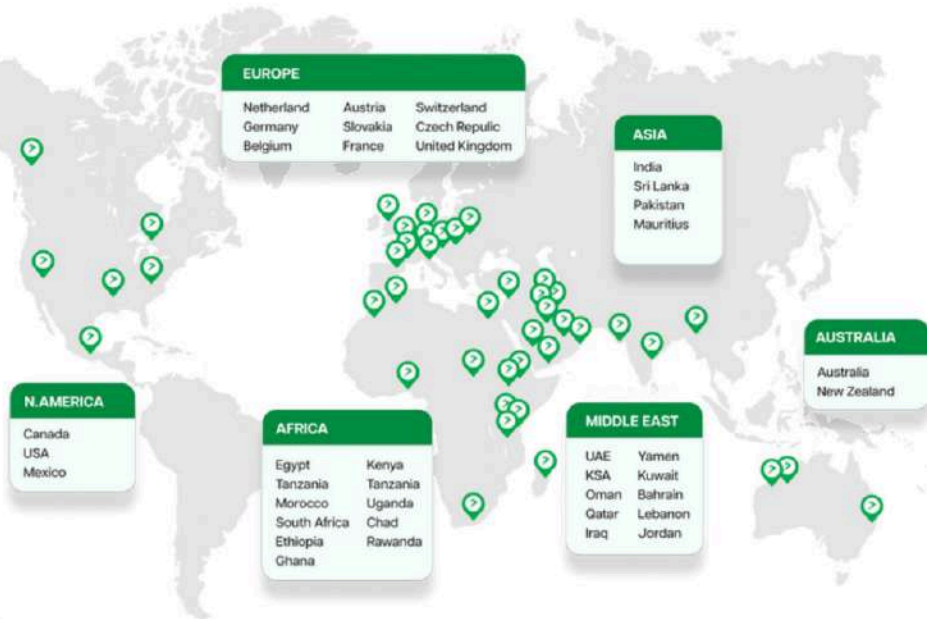 EUROPE
Netherland Austria Switzerland
Germany Slovakia Czech Repulic
Belgium France United Kingdom
ASIA
India
Sri Lanka
Pakistan
Mauritius
AUSTRALIA
Australia
New Zealand
N.AMERICA
Canada
USA
Mexico
AFRICA
Egypt Kenya
Tanzania Tanzania
Morocco Uganda
South Africa Chad
Ethiopia Rawanda
Ghana
MIDDLE EAST
UAE Yamen
KSA Kuwait
Oman Bahrain
Qatar Lebanon
Iraq Jordan